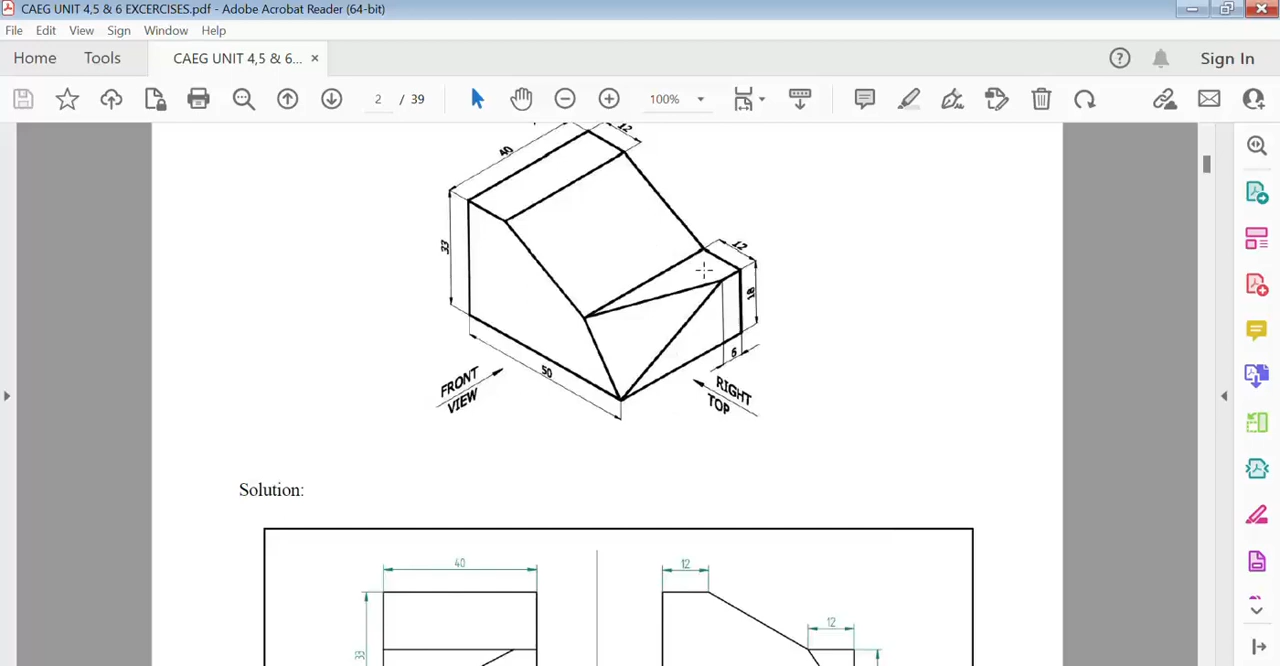 CAEG UNIT 4,5 & 6 EXCERCISES.pdf - Adobe Acrobat Reader (64-bit)
File Edit View Sign Window Help
Home Tools CAEG UNIT 4,5 & 6... × Sign In
2 / 39 100%
12
40
33
12
18
6
50
FRONT
VIEW
RIGHT
TOP
Solution:
40
12
12
33